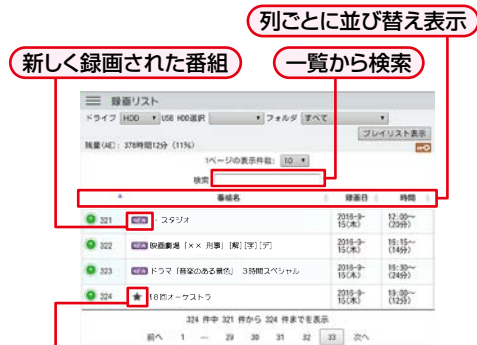 列ごとに並び替え表示
新しく録画された番組
一覧から検索
録画リスト
ドライブ HDD USB HDD選択 フォルダ すべて
プレイリスト表示
残量(AE): 378時間12分 (11%)
1ページの表示件数: 10
検索
番組名 録画日 時間
321 NEW ・スタジオ 2016-9-15(木) 12:00～(20分)
322 NEW 映画劇場「×× 刑事」[解][字][デ] 2016-9-15(木) 16:15～(14分)
323 NEW ドラマ「音楽のある景色」 3時間スペシャル 2016-9-15(木) 15:30～(24分)
324 ★ 18回オーケストラ 2016-9-15(木) 19:00～(125分)
324 件中 321 件から 324 件までを表示
前へ 1 … 29 30 31 32 33 次へ